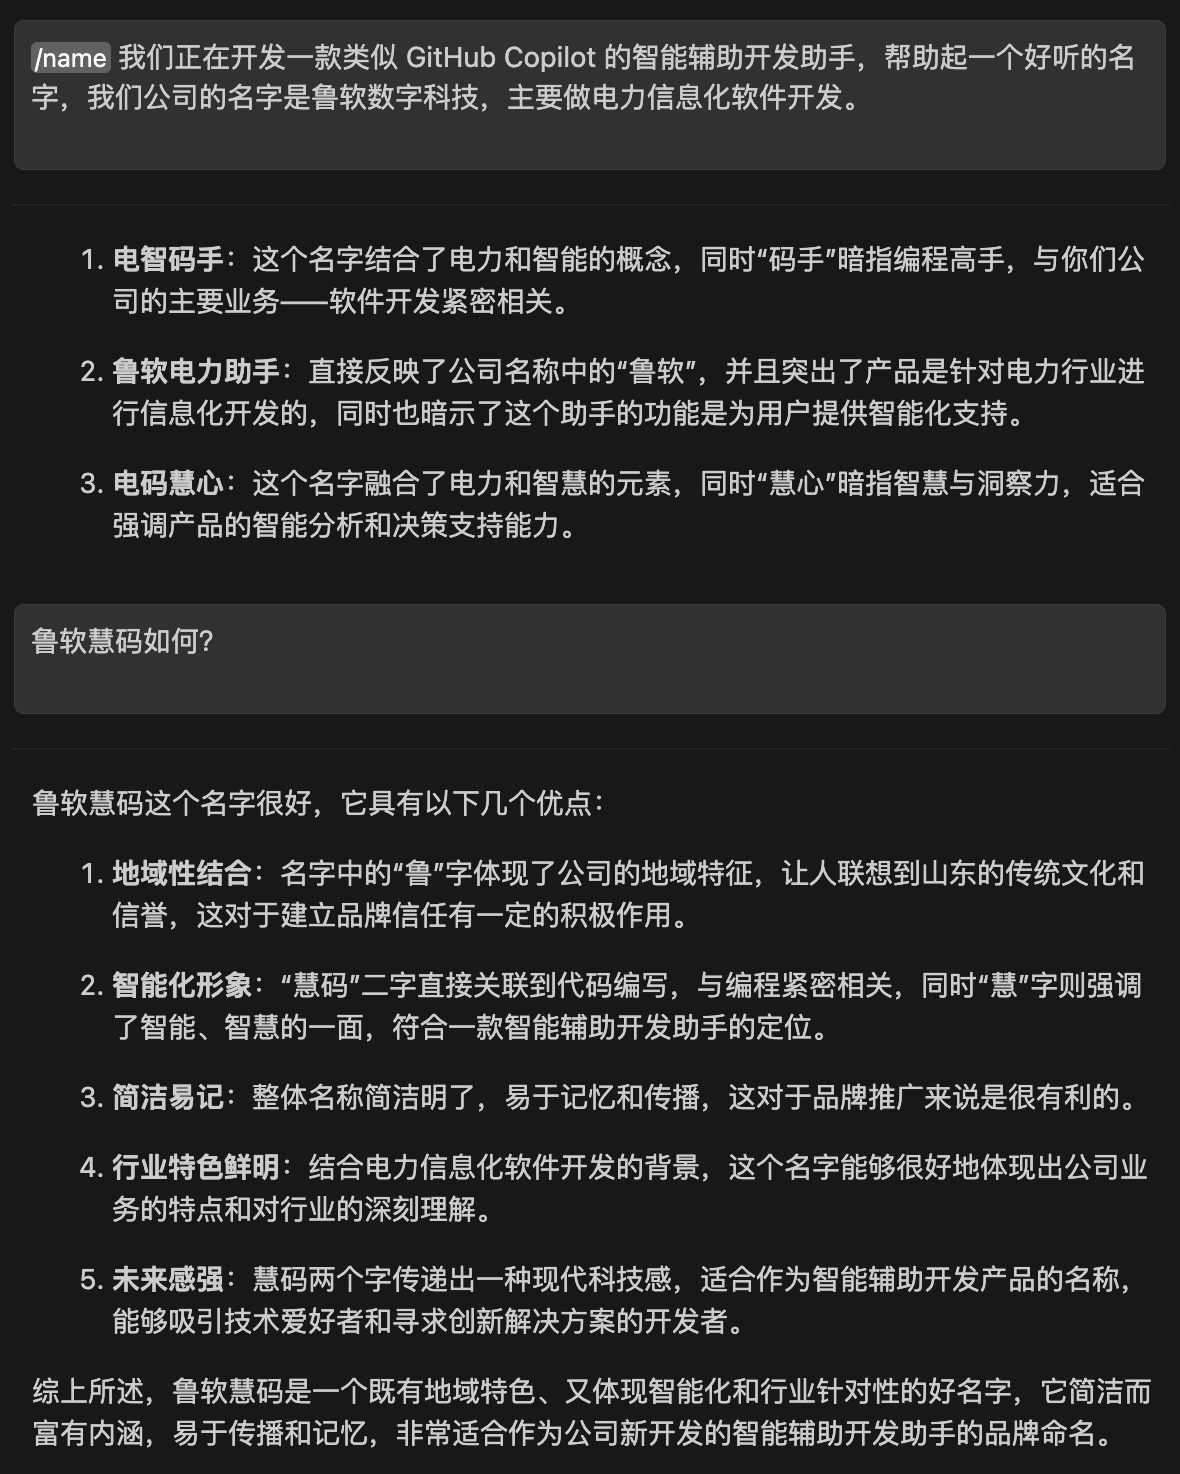 /name 我们正在开发一款类似 GitHub Copilot 的智能辅助开发助手，帮助起一个好听的名
字，我们公司的名字是鲁软数字科技，主要做电力信息化软件开发。
1. 电智码手：这个名字结合了电力和智能的概念，同时“码手”暗指编程高手，与你们公
司的主要业务——软件开发紧密相关。
2. 鲁软电力助手：直接反映了公司名称中的“鲁软”，并且突出了产品是针对电力行业进
行信息化开发的，同时也暗示了这个助手的功能是为用户提供智能化支持。
3. 电码慧心：这个名字融合了电力和智慧的元素，同时“慧心”暗指智慧与洞察力，适合
强调产品的智能分析和决策支持能力。
鲁软慧码如何?
鲁软慧码这个名字很好，它具有以下几个优点：
1. 地域性结合：名字中的“鲁”字体现了公司的地域特征，让人联想到山东的传统文化和
信誉，这对于建立品牌信任有一定的积极作用。
2. 智能化形象：“慧码”二字直接关联到代码编写，与编程紧密相关，同时“慧”字则强调
了智能、智慧的一面，符合一款智能辅助开发助手的定位。
3. 简洁易记：整体名称简洁明了，易于记忆和传播，这对于品牌推广来说是很有利的。
4. 行业特色鲜明：结合电力信息化软件开发的背景，这个名字能够很好地体现出公司业
务的特点和对行业的深刻理解。
5. 未来感强：慧码两个字传递出一种现代科技感，适合作为智能辅助开发产品的名称，
能够吸引技术爱好者和寻求创新解决方案的开发者。
综上所述，鲁软慧码是一个既有地域特色、又体现智能化和行业针对性的好名字，它简洁而
富有内涵，易于传播和记忆，非常适合作为公司新开发的智能辅助开发助手的品牌命名。